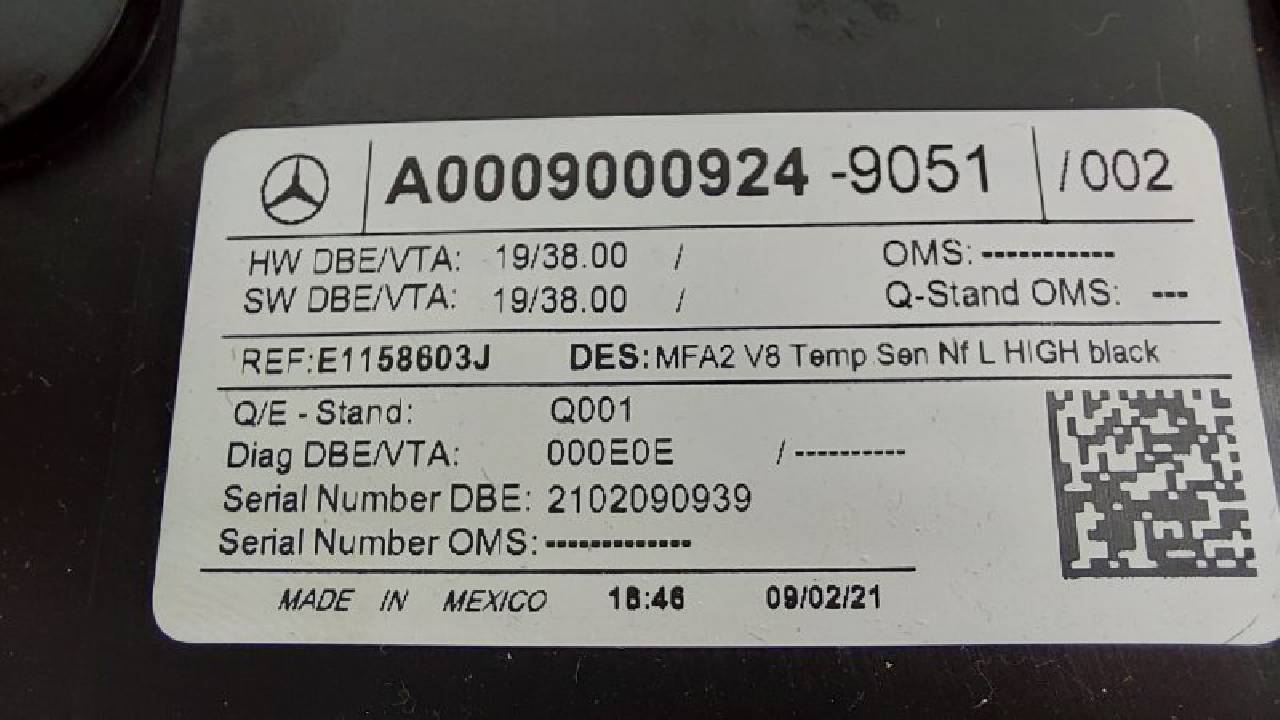 A0009000924 -9051 /002
HW DBE/VTA: 19/38.00 / OMS: -----------
SW DBE/VTA: 19/38.00 / Q-Stand OMS: ---
REF:E1158603J DES:MFA2 V8 Temp Sen Nf L HIGH black
Q/E - Stand: Q001
Diag DBE/VTA: 000E0E / ----------
Serial Number DBE: 2102090939
Serial Number OMS: -------------
MADE IN MEXICO 16:46 09/02/21